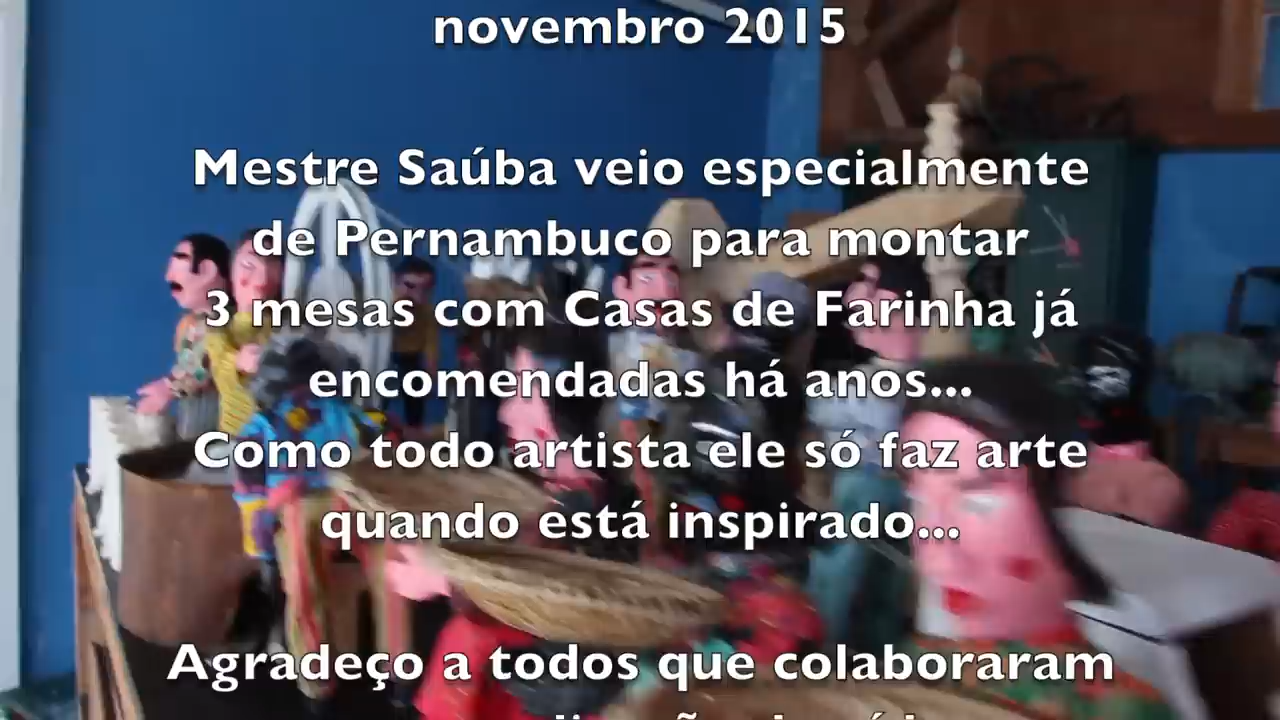 novembro 2015
Mestre Saúba veio especialmente
de Pernambuco para montar
3 mesas com Casas de Farinha já
encomendadas há anos...
Como todo artista ele só faz arte
quando está inspirado...
Agradeço a todos que colaboraram